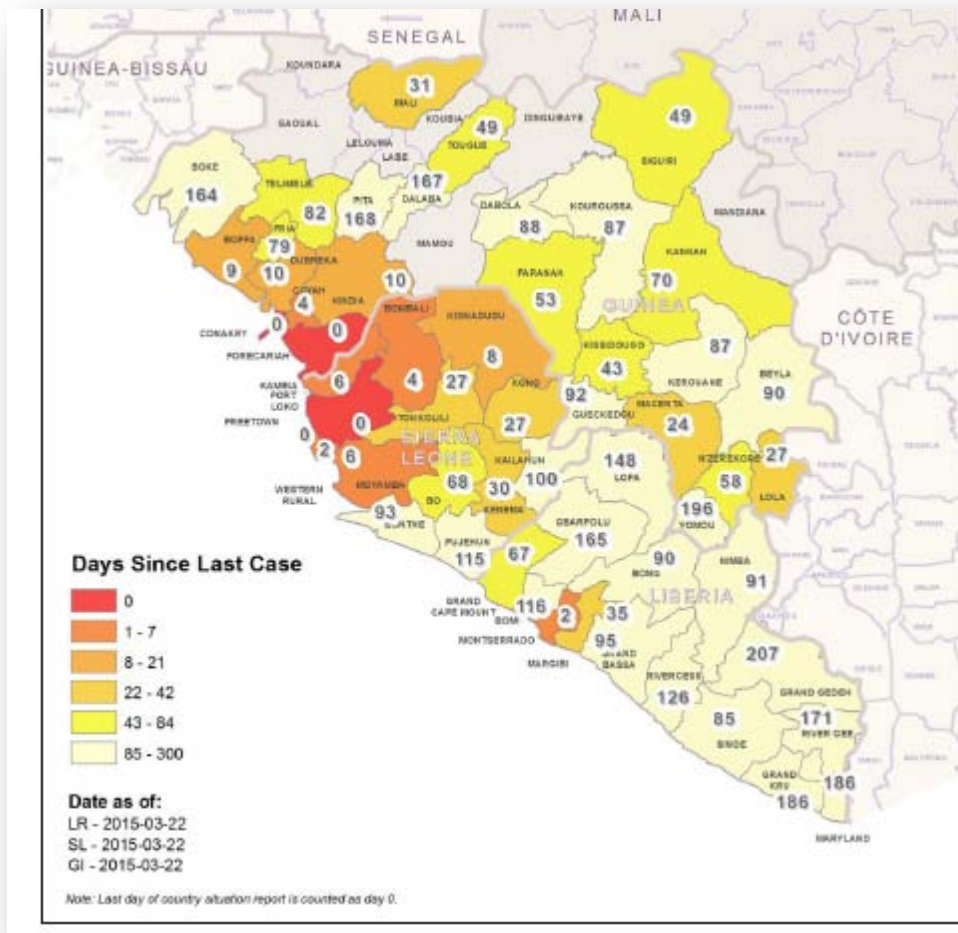 MALI
SENEGAL
GUINEA-BISSAU
KOUNDARA
31
MALI
KOUBIA
49
TOUGUE
DINGUIRAYE
49
SIGUIRI
GAOUAL
LELOUMA
LABE
BOKE
164
TELIMELE
82
PITA
168
167
DALABA
DABOLA
88
KOUROUSSA
87
MANDIANA
MAMOU
FRIA
79
BOFFA
9
10
DUBREKA
KANKAN
70
FARANAH
53
GUINEA
CÔTE
D'IVOIRE
COYAH
4
KINDIA
10
CONAKRY
0
0
FORECARIAH
BOMBALI
4
KOINADUGU
8
KISSIDOUGO
43
87
KEROUANE
BEYLA
90
KAMBIA
6
PORT
LOKO
0
27
TONKOLILI
KONO
27
92
GUECKEDOU
MACENTA
24
FREETOWN
0
2
6
SIERRA
LEONE
WESTERN
RURAL
MOYAMBA
BO
68
KAILAHUN
30
100
KENEMA
148
LOFA
N'ZEREKORE
58
27
LOLA
196
YOMOU
93
PUJEHUN
115
67
GBARPOLU
165
90
BONG
NIMBA
91
LIBERIA
GRAND
CAPE MOUNT
BOMI
116
2
35
MONTSERRADO
MARGIBI
95
GRAND
BASSA
RIVERCESS
126
207
GRAND GEDEH
171
RIVER GEE
85
SINOE
GRAND
KRU
186
186
MARYLAND
Days Since Last Case
0
1 - 7
8 - 21
22 - 42
43 - 84
85 - 300
Date as of:
LR - 2015-03-22
SL - 2015-03-22
GI - 2015-03-22
Note: Last day of country situation report is counted as day 0.